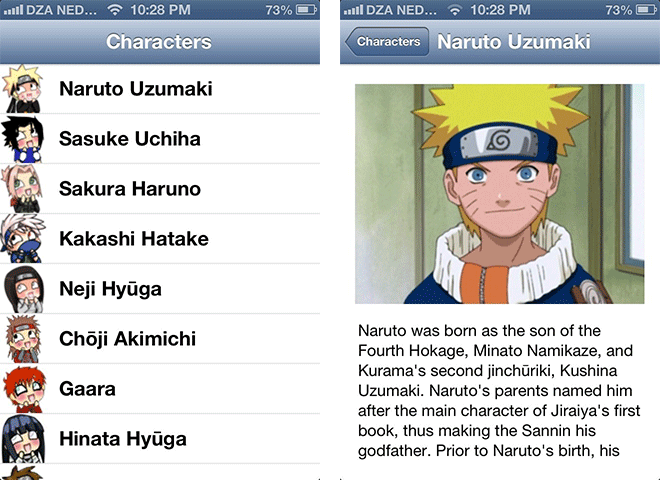 DZA NED... 10:28 PM 73%
Characters
Naruto Uzumaki
Sasuke Uchiha
Sakura Haruno
Kakashi Hatake
Neji Hyūga
Chōji Akimichi
Gaara
Hinata Hyūga
DZA NED... 10:28 PM 73%
Characters Naruto Uzumaki
Naruto was born as the son of the
Fourth Hokage, Minato Namikaze, and
Kurama's second jinchūriki, Kushina
Uzumaki. Naruto's parents named him
after the main character of Jiraiya's first
book, thus making the Sannin his
godfather. Prior to Naruto's birth, his